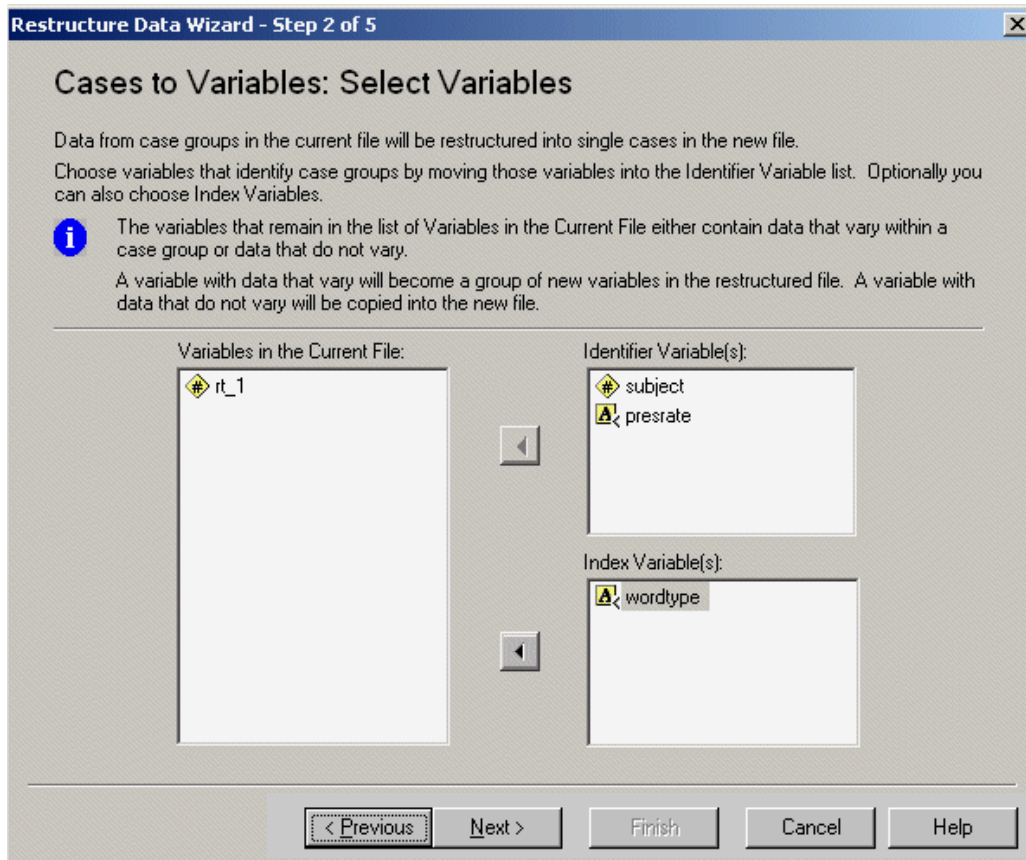 Restructure Data Wizard - Step 2 of 5
Cases to Variables: Select Variables
Data from case groups in the current file will be restructured into single cases in the new file.
Choose variables that identify case groups by moving those variables into the Identifier Variable list. Optionally you
can also choose Index Variables.
The variables that remain in the list of Variables in the Current File either contain data that vary within a
case group or data that do not vary.
A variable with data that vary will become a group of new variables in the restructured file. A variable with
data that do not vary will be copied into the new file.
Variables in the Current File:
rt_1
Identifier Variable(s):
subject
presrate
Index Variable(s):
wordtype
< Previous
Next >
Finish
Cancel
Help